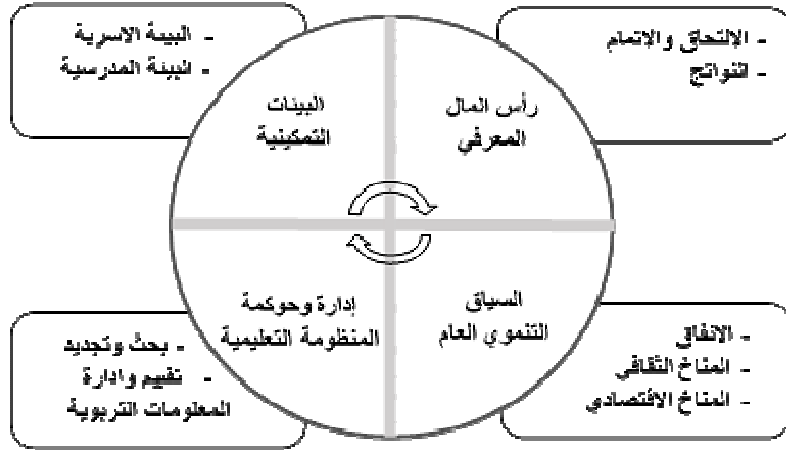 - الإلتحاق والإتمام
- النواتج
- البيئة الاسرية
- البيئة المدرسية
رأس المال
المعرفي
البيئات
التمكينية
السياق
التنموي العام
إدارة وحوكمة
المنظومة التعليمية
- الانفاق
- المناخ الثقافي
- المناخ الاقتصادي
- بحث وتجديد
- تقييم وادارة
المعلومات التربوية